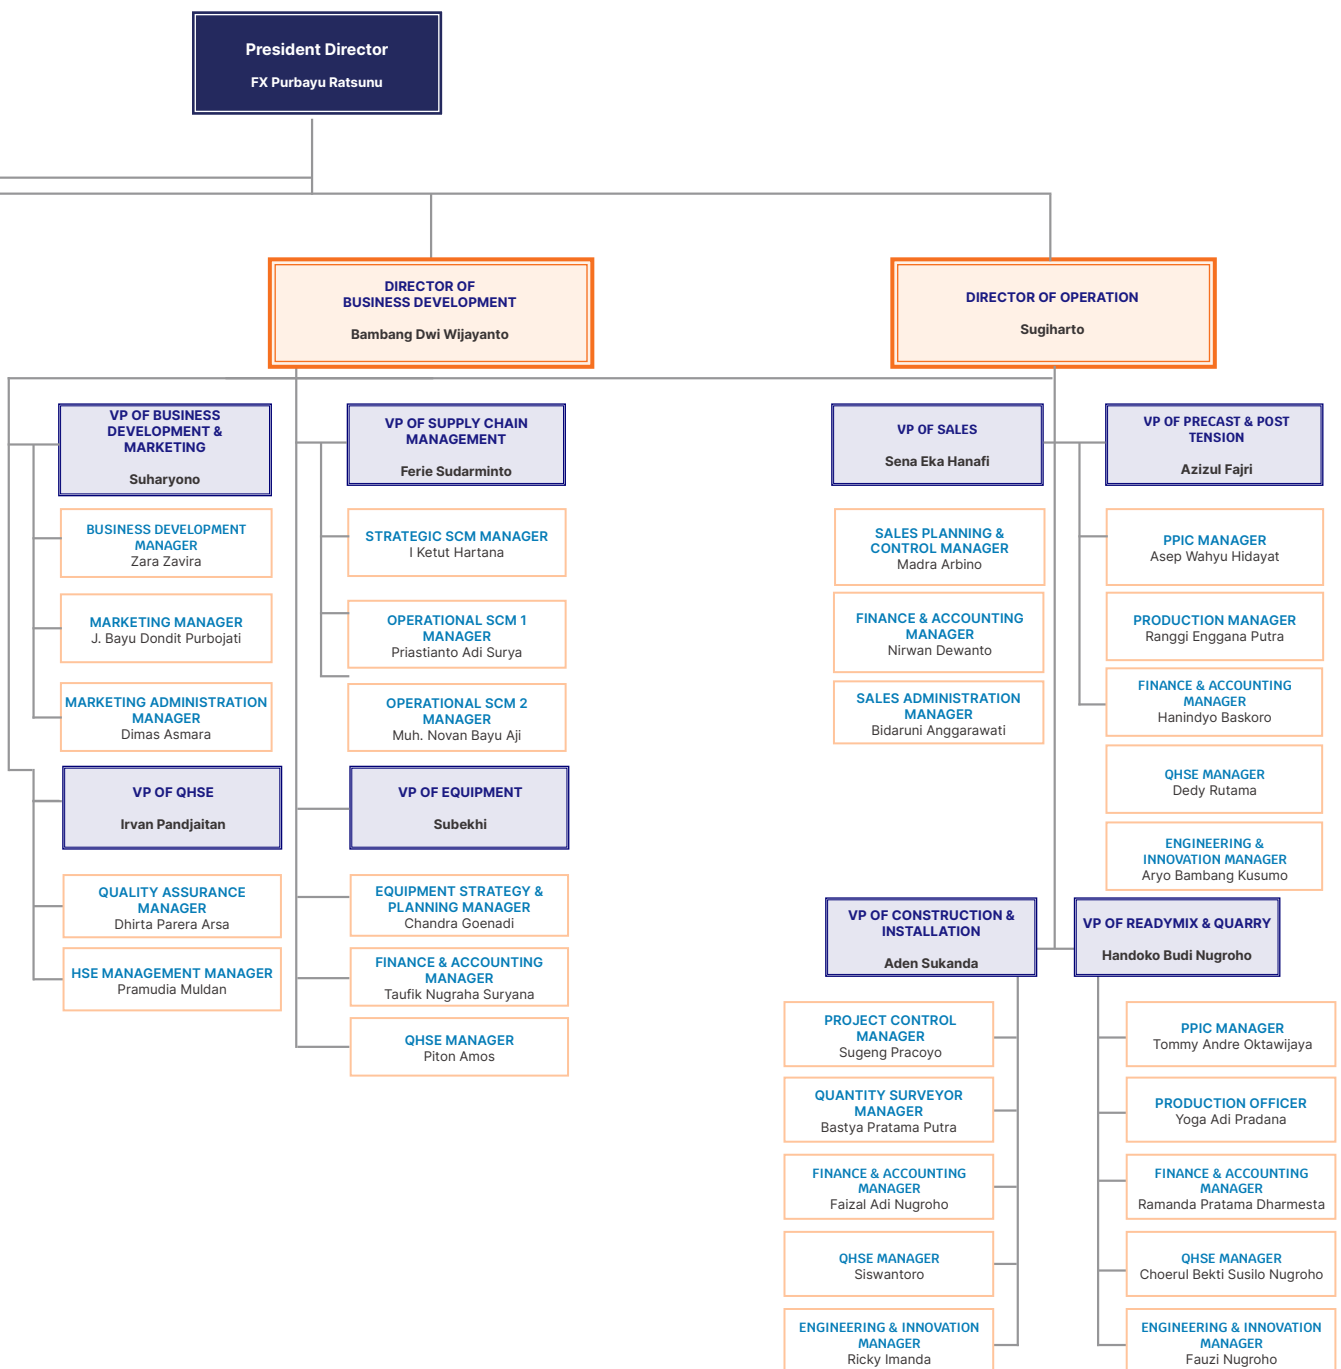 President Director
FX Purbayu Ratsunu
DIRECTOR OF
BUSINESS DEVELOPMENT
Bambang Dwi Wijayanto
DIRECTOR OF OPERATION
Sugiharto
VP OF BUSINESS
DEVELOPMENT &
MARKETING
Suharyono
BUSINESS DEVELOPMENT
MANAGER
Zara Zavira
MARKETING MANAGER
J. Bayu Dondit Purbojati
MARKETING ADMINISTRATION
MANAGER
Dimas Asmara
VP OF QHSE
Irvan Pandjaitan
QUALITY ASSURANCE
MANAGER
Dhirta Parera Arsa
HSE MANAGEMENT MANAGER
Pramudia Muldan
VP OF SUPPLY CHAIN
MANAGEMENT
Ferie Sudarminto
STRATEGIC SCM MANAGER
I Ketut Hartana
OPERATIONAL SCM 1
MANAGER
Priastianto Adi Surya
OPERATIONAL SCM 2
MANAGER
Muh. Novan Bayu Aji
VP OF EQUIPMENT
Subekhi
EQUIPMENT STRATEGY &
PLANNING MANAGER
Chandra Goenadi
FINANCE & ACCOUNTING
MANAGER
Taufik Nugraha Suryana
QHSE MANAGER
Piton Amos
VP OF SALES
Sena Eka Hanafi
SALES PLANNING &
CONTROL MANAGER
Madra Arbino
FINANCE & ACCOUNTING
MANAGER
Nirwan Dewanto
SALES ADMINISTRATION
MANAGER
Bidaruni Anggarawati
VP OF PRECAST & POST
TENSION
Azizul Fajri
PPIC MANAGER
Asep Wahyu Hidayat
PRODUCTION MANAGER
Ranggi Enggana Putra
FINANCE & ACCOUNTING
MANAGER
Hanindyo Baskoro
QHSE MANAGER
Dedy Rutama
ENGINEERING &
INNOVATION MANAGER
Aryo Bambang Kusumo
VP OF CONSTRUCTION &
INSTALLATION
Aden Sukanda
PROJECT CONTROL
MANAGER
Sugeng Pracoyo
QUANTITY SURVEYOR
MANAGER
Bastya Pratama Putra
FINANCE & ACCOUNTING
MANAGER
Faizal Adi Nugroho
QHSE MANAGER
Siswantoro
ENGINEERING & INNOVATION
MANAGER
Ricky Imanda
VP OF READYMIX & QUARRY
Handoko Budi Nugroho
PPIC MANAGER
Tommy Andre Oktawijaya
PRODUCTION OFFICER
Yoga Adi Pradana
FINANCE & ACCOUNTING
MANAGER
Ramanda Pratama Dharmesta
QHSE MANAGER
Choerul Bekti Susilo Nugroho
ENGINEERING & INNOVATION
MANAGER
Fauzi Nugroho